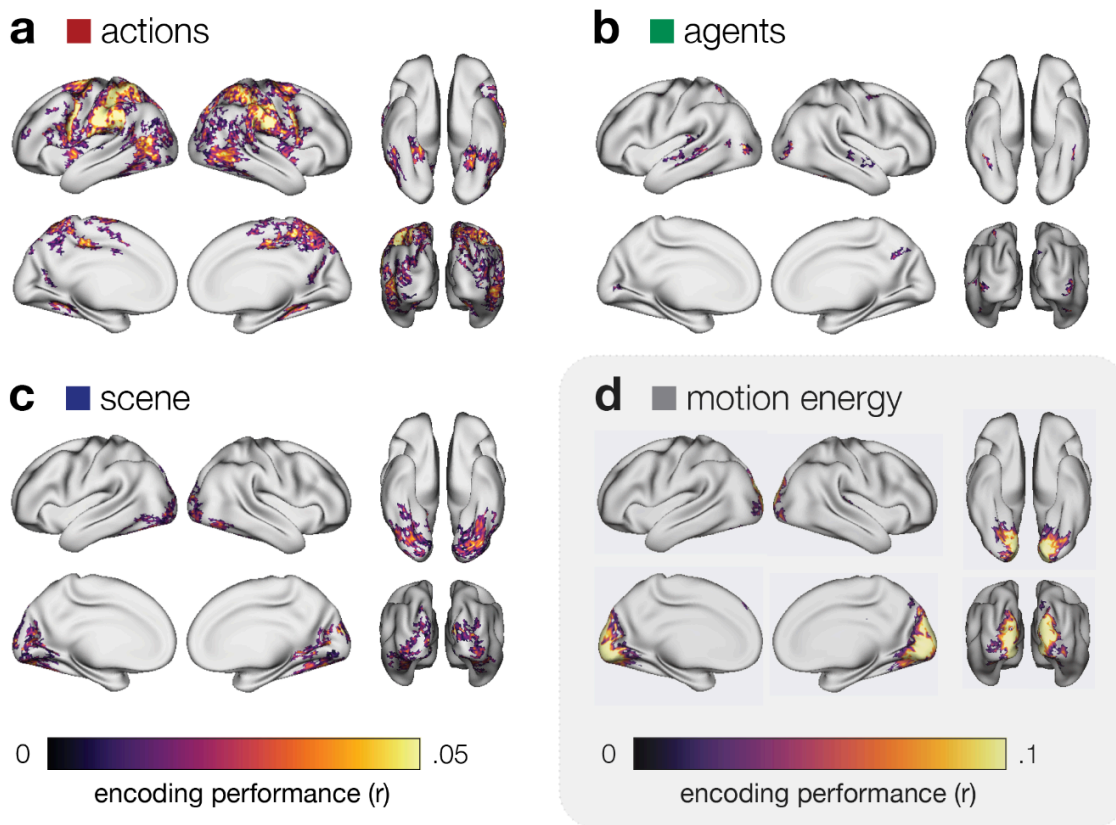 a actions
b agents
c scene
d motion energy
0 .05
encoding performance (r)
0 .1
encoding performance (r)